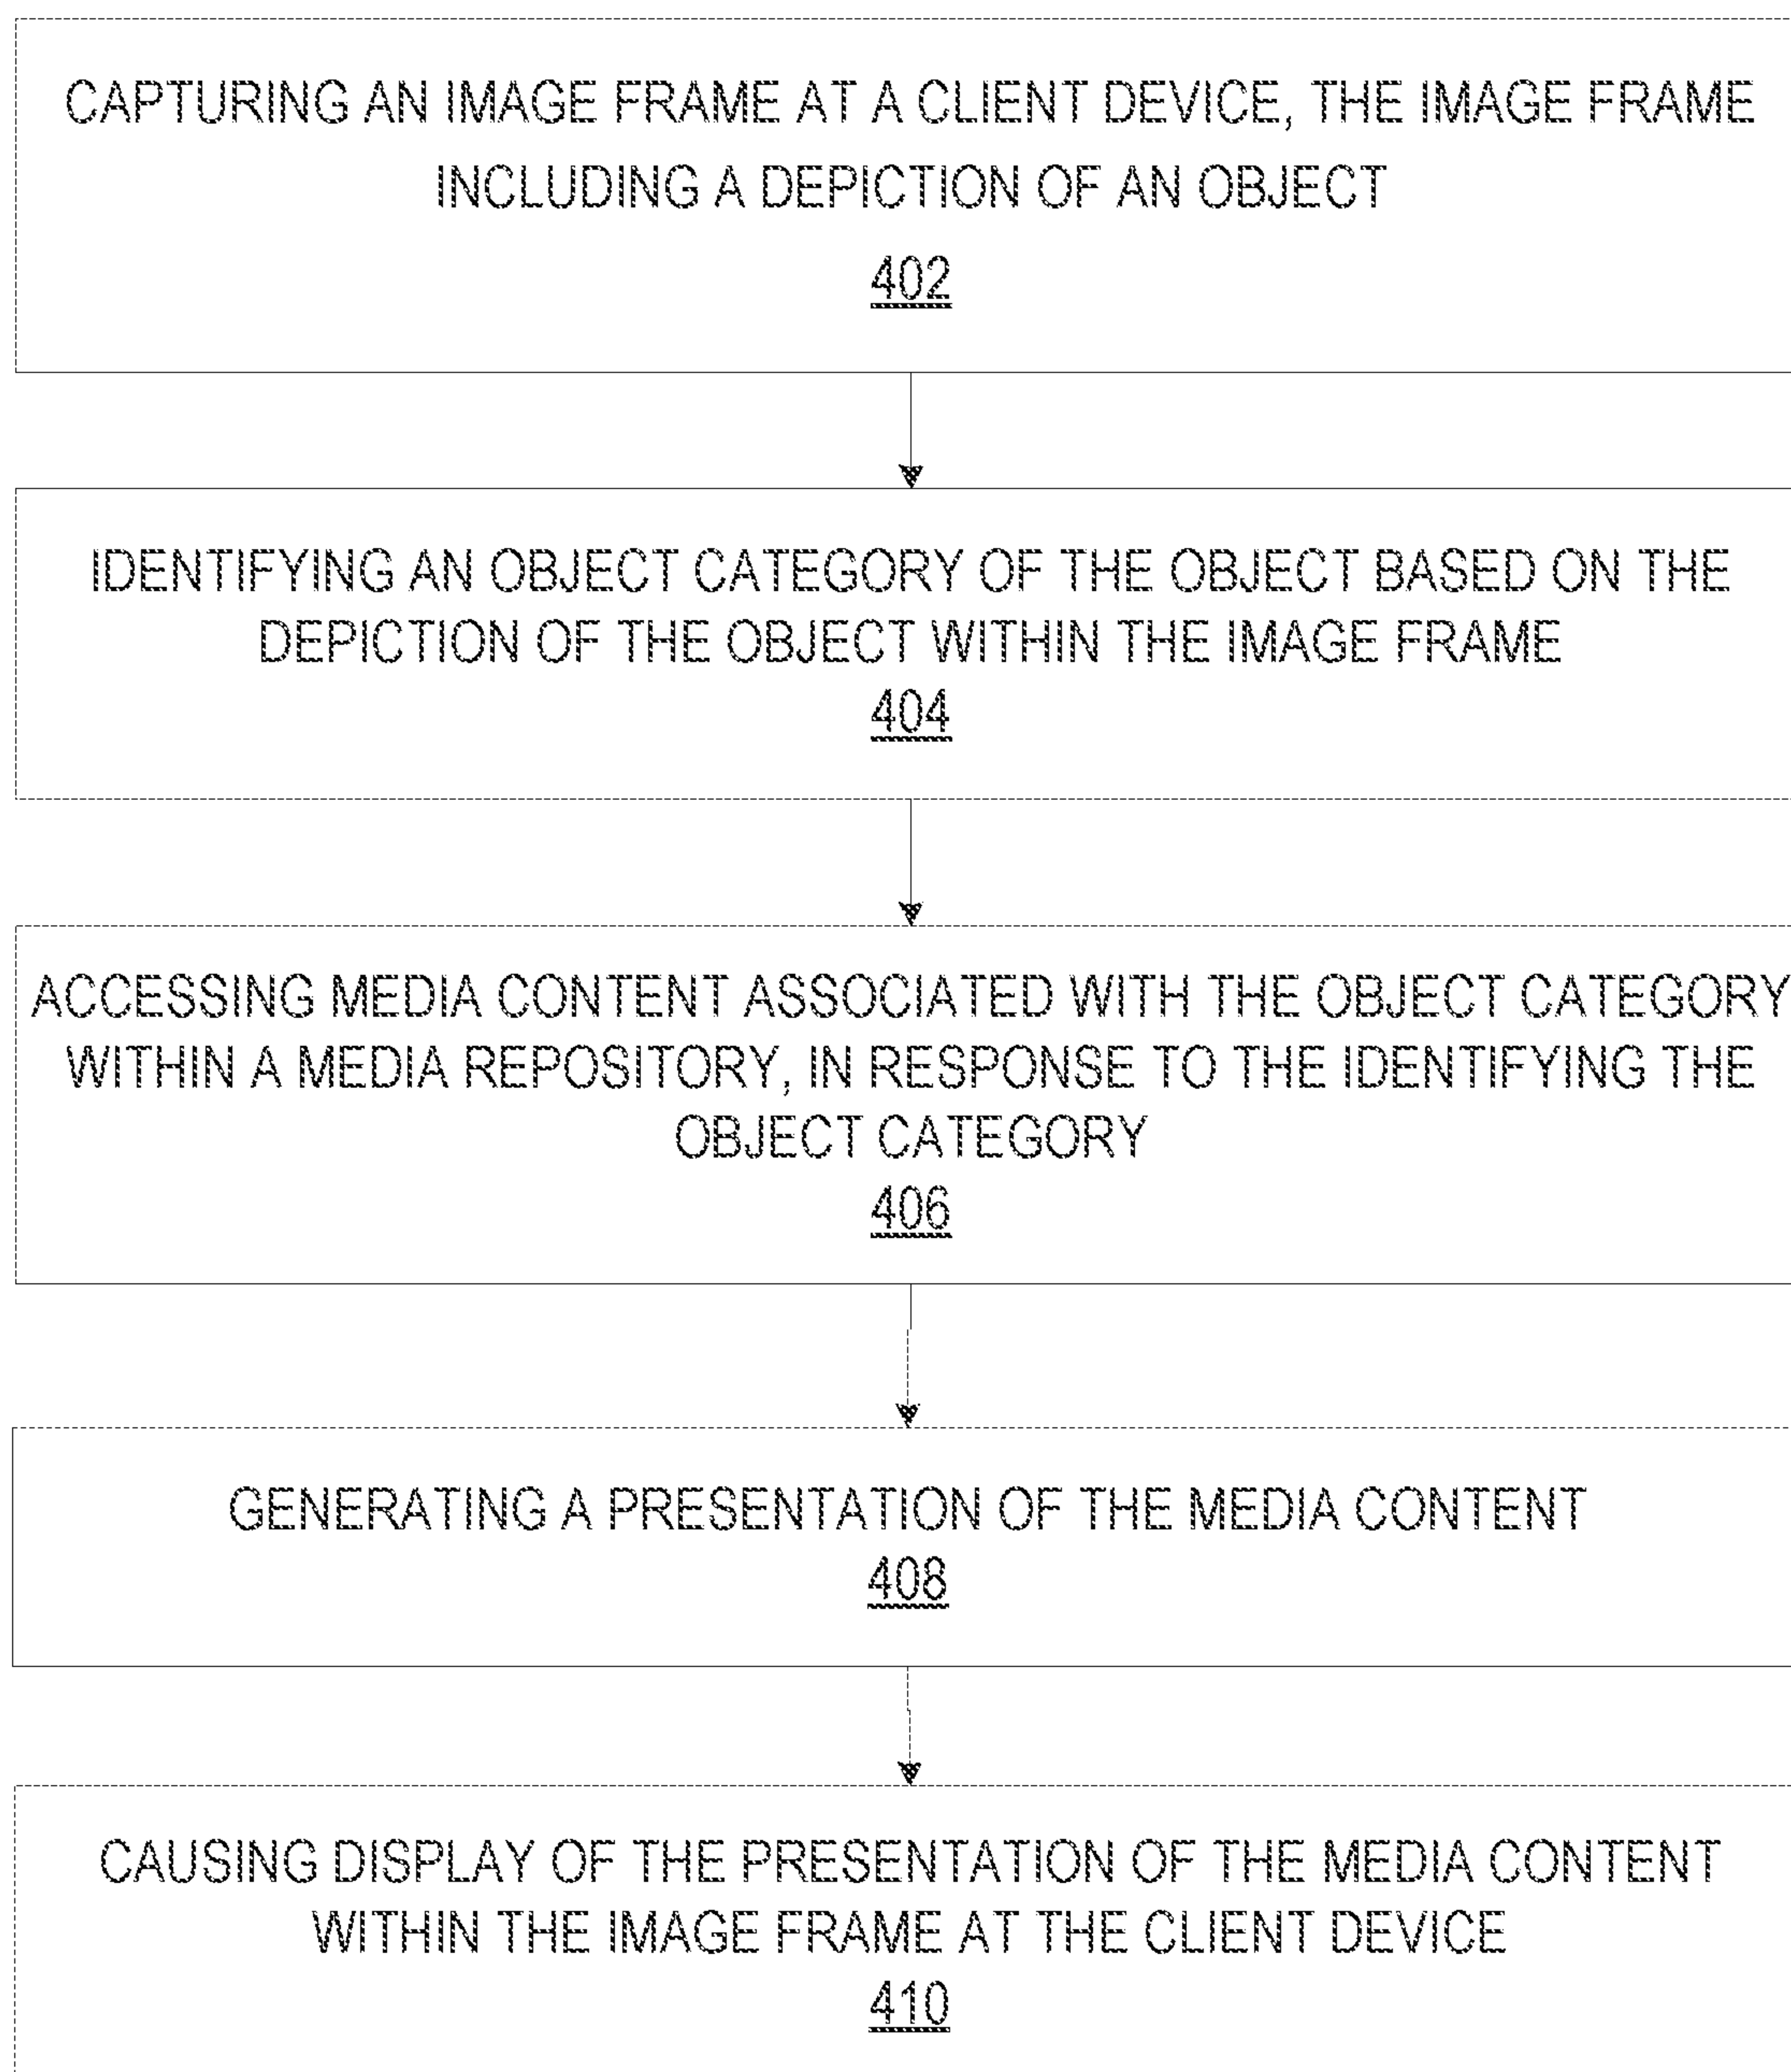 CAPTURING AN IMAGE FRAME AT A CLIENT DEVICE, THE IMAGE FRAME
INCLUDING A DEPICTION OF AN OBJECT
402
IDENTIFYING AN OBJECT CATEGORY OF THE OBJECT BASED ON THE
DEPICTION OF THE OBJECT WITHIN THE IMAGE FRAME
404
ACCESSING MEDIA CONTENT ASSOCIATED WITH THE OBJECT CATEGORY
WITHIN A MEDIA REPOSITORY, IN RESPONSE TO THE IDENTIFYING THE
OBJECT CATEGORY
406
GENERATING A PRESENTATION OF THE MEDIA CONTENT
408
CAUSING DISPLAY OF THE PRESENTATION OF THE MEDIA CONTENT
WITHIN THE IMAGE FRAME AT THE CLIENT DEVICE
410